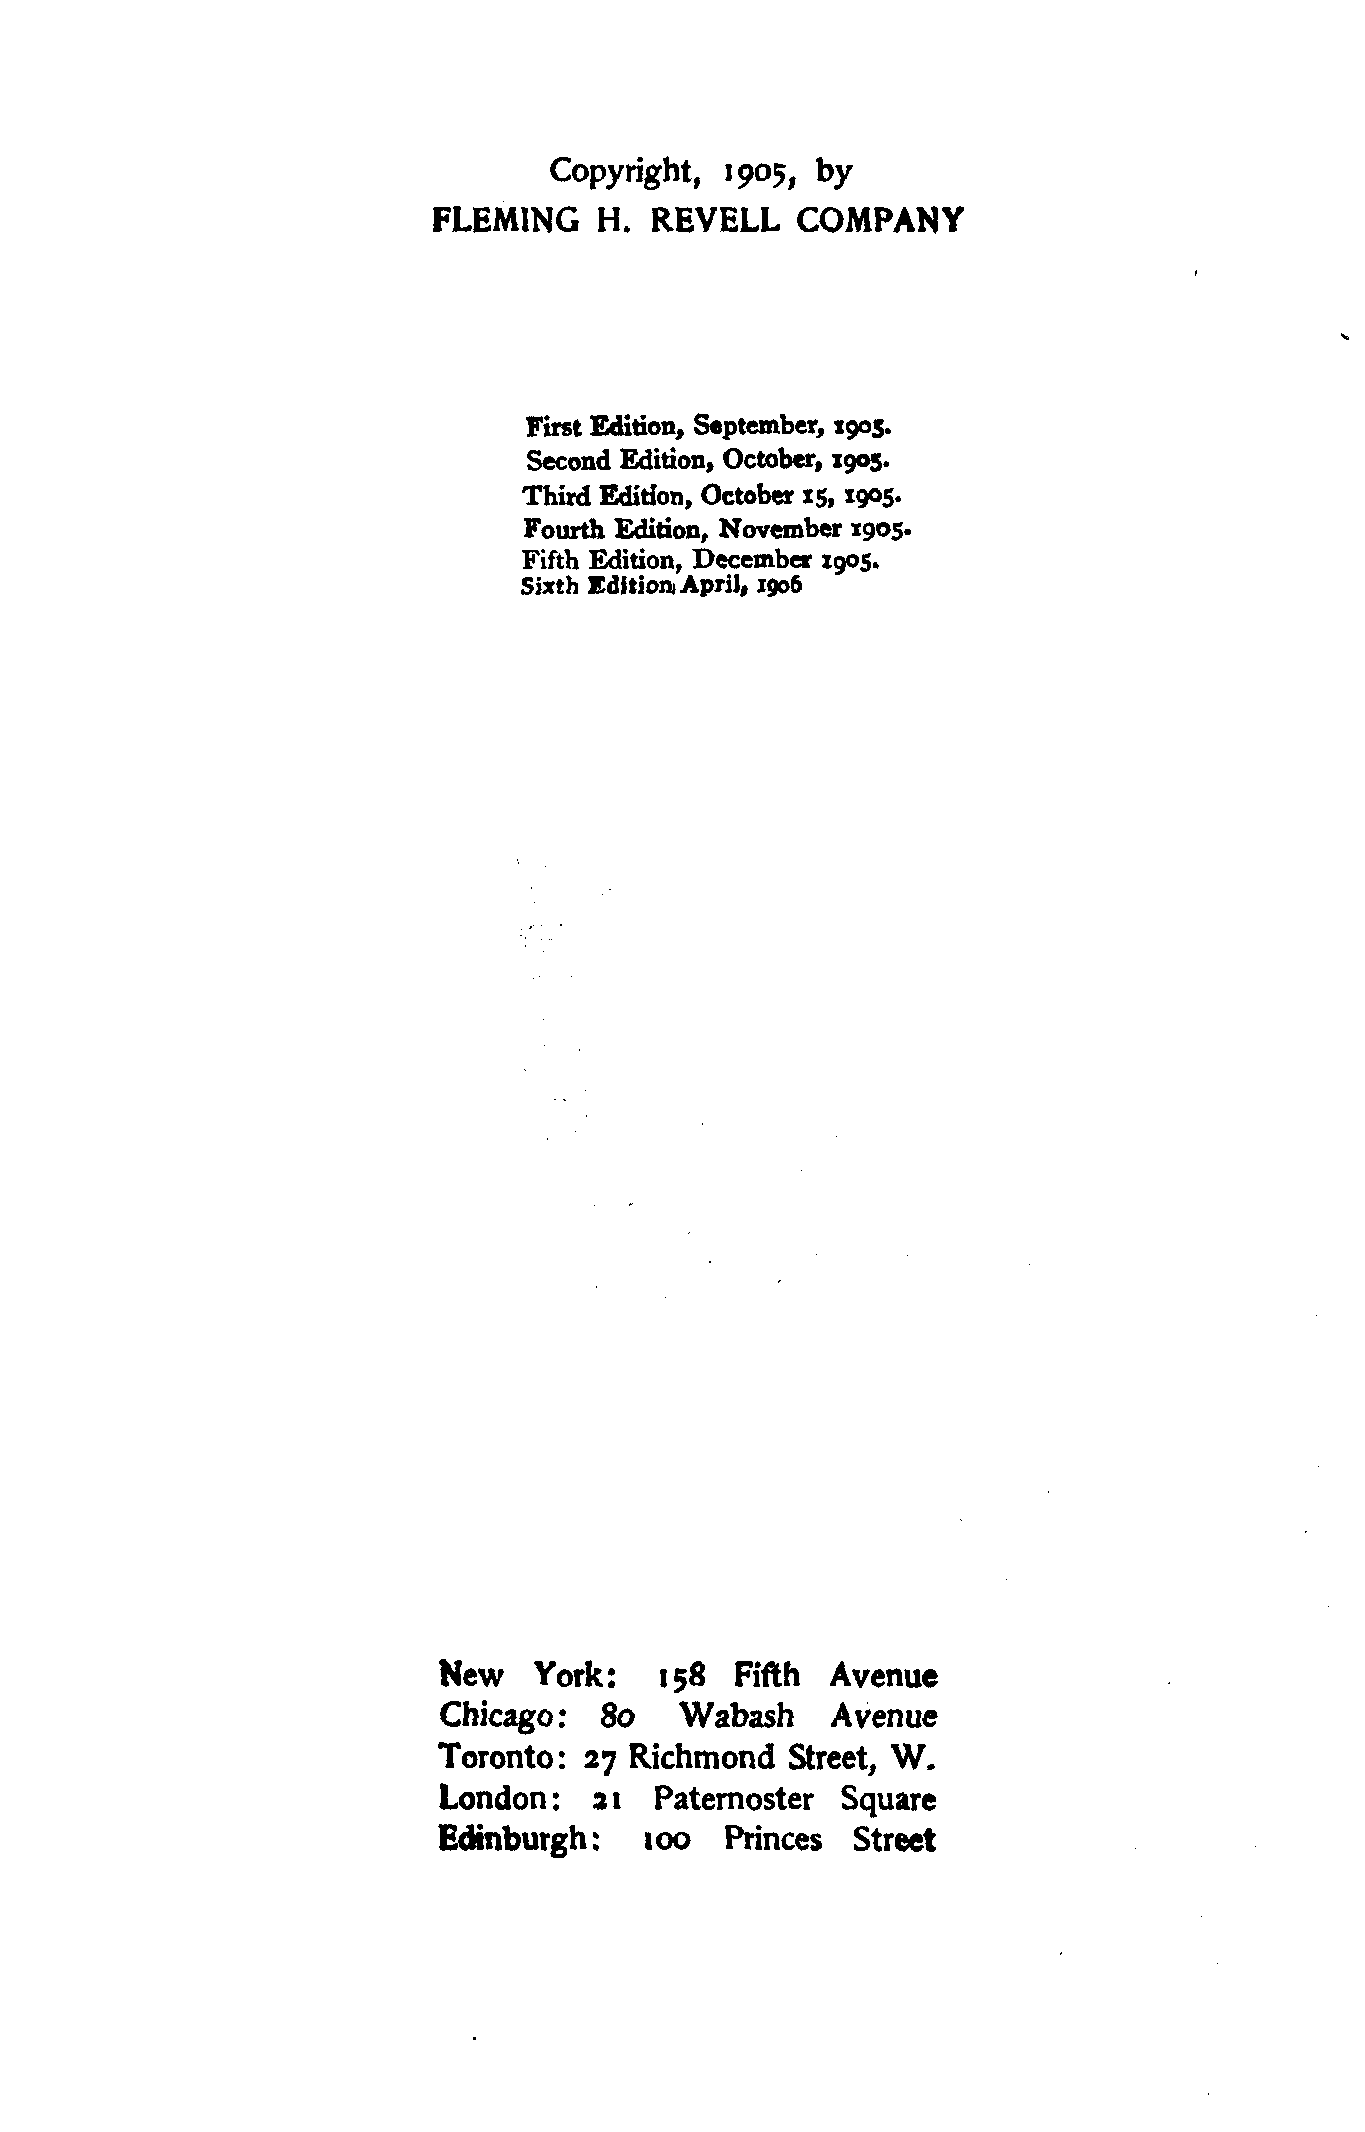 Copyright, 1905, by
FLEMING H. REVELL COMPANY
First Edition, September, 1905.
Second Edition, October, 1905.
Third Edition, October 15, 1905.
Fourth Edition, November 1905.
Fifth Edition, December 1905.
Sixth Edition, April, 1906
New York: 158 Fifth Avenue
Chicago: 80 Wabash Avenue
Toronto: 27 Richmond Street, W.
London: 21 Paternoster Square
Edinburgh: 100 Princes Street